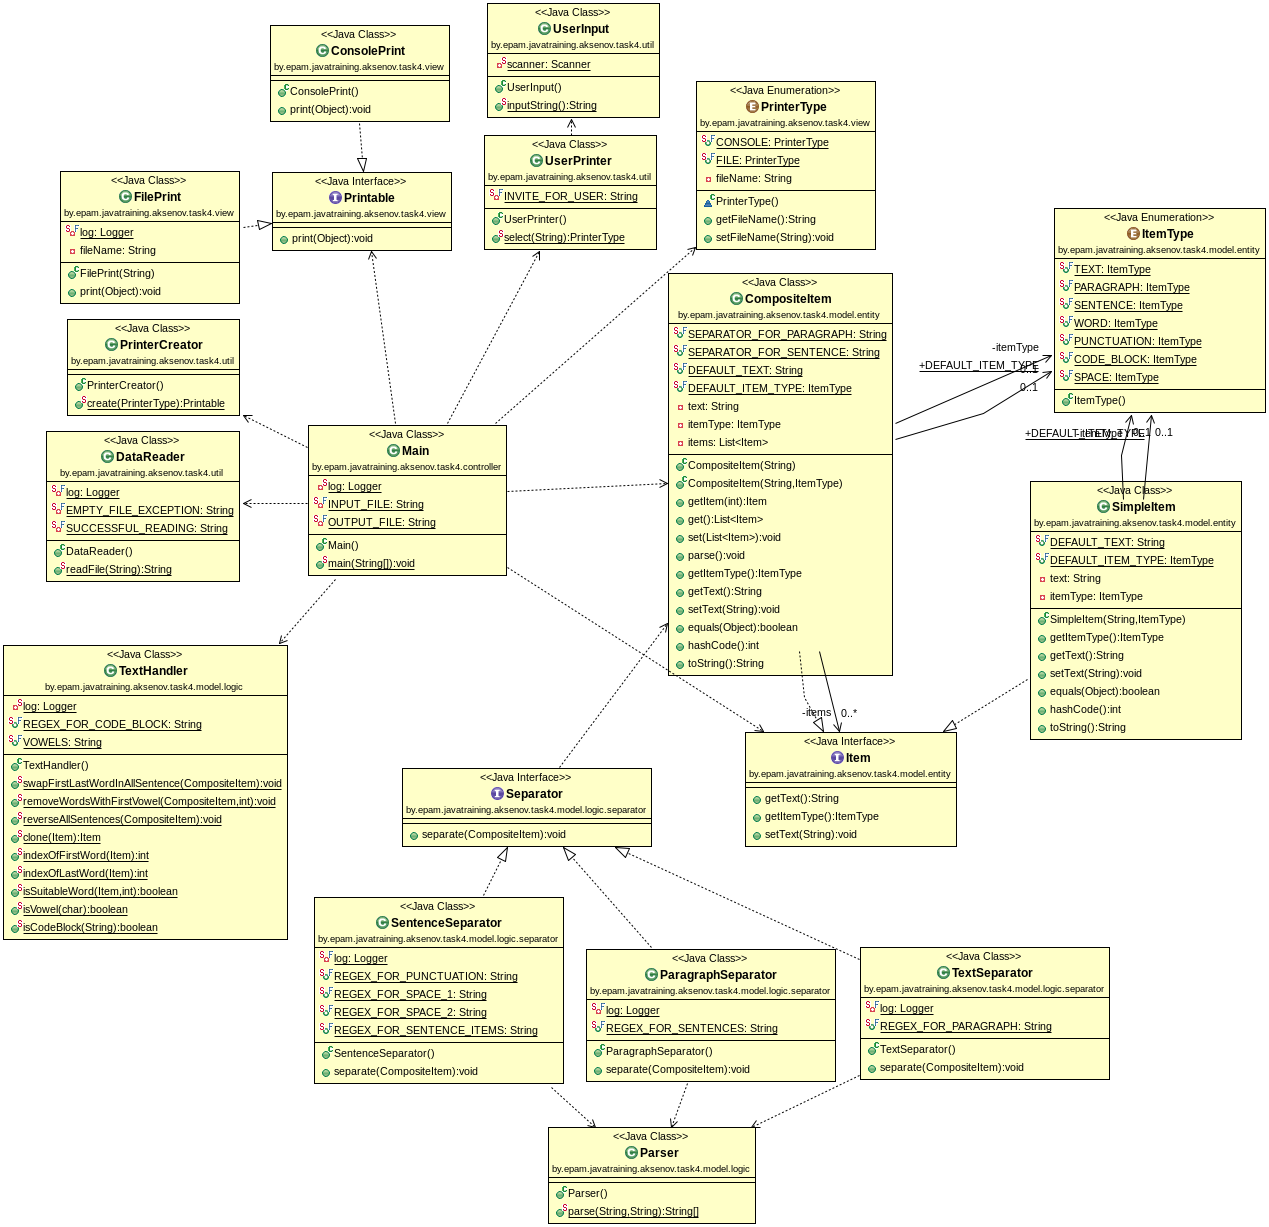 <<Java Class>>
ConsolePrint
by.epam.javatraining.aksenov.task4.view
ConsolePrint()
print(Object):void
<<Java Class>>
UserInput
by.epam.javatraining.aksenov.task4.util
scanner: Scanner
UserInput()
inputString():String
<<Java Enumeration>>
PrinterType
by.epam.javatraining.aksenov.task4.view
CONSOLE: PrinterType
FILE: PrinterType
fileName: String
PrinterType()
getFileName():String
setFileName(String):void
<<Java Class>>
UserPrinter
by.epam.javatraining.aksenov.task4.util
INVITE_FOR_USER: String
UserPrinter()
select(String):PrinterType
<<Java Class>>
FilePrint
by.epam.javatraining.aksenov.task4.view
log: Logger
fileName: String
FilePrint(String)
print(Object):void
<<Java Interface>>
Printable
by.epam.javatraining.aksenov.task4.view
print(Object):void
<<Java Enumeration>>
ItemType
by.epam.javatraining.aksenov.task4.model.entity
TEXT: ItemType
PARAGRAPH: ItemType
SENTENCE: ItemType
WORD: ItemType
PUNCTUATION: ItemType
CODE_BLOCK: ItemType
SPACE: ItemType
ItemType()
<<Java Class>>
CompositeItem
by.epam.javatraining.aksenov.task4.model.entity
SEPARATOR_FOR_PARAGRAPH: String
SEPARATOR_FOR_SENTENCE: String
DEFAULT_TEXT: String
DEFAULT_ITEM_TYPE: ItemType
text: String
itemType: ItemType
items: List<Item>
CompositeItem(String)
CompositeItem(String,ItemType)
getItem(int):Item
get():List<Item>
set(List<Item>):void
parse():void
getItemType():ItemType
getText():String
setText(String):void
equals(Object):boolean
hashCode():int
toString():String
-itemType
+DEFAULT_ITEM_TYPE
0..1
0..1
<<Java Class>>
PrinterCreator
by.epam.javatraining.aksenov.task4.util
PrinterCreator()
create(PrinterType):Printable
<<Java Class>>
DataReader
by.epam.javatraining.aksenov.task4.util
log: Logger
EMPTY_FILE_EXCEPTION: String
SUCCESSFUL_READING: String
DataReader()
readFile(String):String
<<Java Class>>
Main
by.epam.javatraining.aksenov.task4.controller
log: Logger
INPUT_FILE: String
OUTPUT_FILE: String
Main()
main(String[]):void
+DEFAULT_ITEM_TYPE
-itemType
0..1
0..1
<<Java Class>>
SimpleItem
by.epam.javatraining.aksenov.task4.model.entity
DEFAULT_TEXT: String
DEFAULT_ITEM_TYPE: ItemType
text: String
itemType: ItemType
SimpleItem(String,ItemType)
getItemType():ItemType
getText():String
setText(String):void
equals(Object):boolean
hashCode():int
toString():String
<<Java Class>>
TextHandler
by.epam.javatraining.aksenov.task4.model.logic
log: Logger
REGEX_FOR_CODE_BLOCK: String
VOWELS: String
TextHandler()
swapFirstLastWordInAllSentence(CompositeItem):void
removeWordsWithFirstVowel(CompositeItem,int):void
reverseAllSentences(CompositeItem):void
clone(Item):Item
indexOfFirstWord(Item):int
indexOfLastWord(Item):int
isSuitableWord(Item,int):boolean
isVowel(char):boolean
isCodeBlock(String):boolean
-items
0..*
<<Java Interface>>
Item
by.epam.javatraining.aksenov.task4.model.entity
getText():String
getItemType():ItemType
setText(String):void
<<Java Interface>>
Separator
by.epam.javatraining.aksenov.task4.model.logic.separator
separate(CompositeItem):void
<<Java Class>>
SentenceSeparator
by.epam.javatraining.aksenov.task4.model.logic.separator
log: Logger
REGEX_FOR_PUNCTUATION: String
REGEX_FOR_SPACE_1: String
REGEX_FOR_SPACE_2: String
REGEX_FOR_SENTENCE_ITEMS: String
SentenceSeparator()
separate(CompositeItem):void
<<Java Class>>
ParagraphSeparator
by.epam.javatraining.aksenov.task4.model.logic.separator
log: Logger
REGEX_FOR_SENTENCES: String
ParagraphSeparator()
separate(CompositeItem):void
<<Java Class>>
TextSeparator
by.epam.javatraining.aksenov.task4.model.logic.separator
log: Logger
REGEX_FOR_PARAGRAPH: String
TextSeparator()
separate(CompositeItem):void
<<Java Class>>
Parser
by.epam.javatraining.aksenov.task4.model.logic
Parser()
parse(String,String):String[]